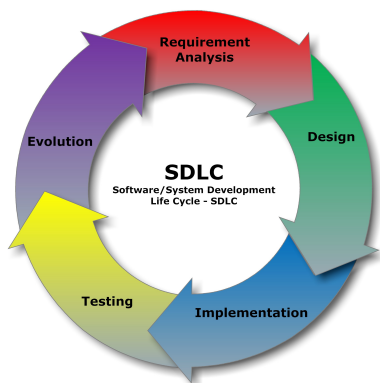 Requirement
Analysis
Design
Implementation
Testing
Evolution
SDLC
Software/System Development
Life Cycle - SDLC